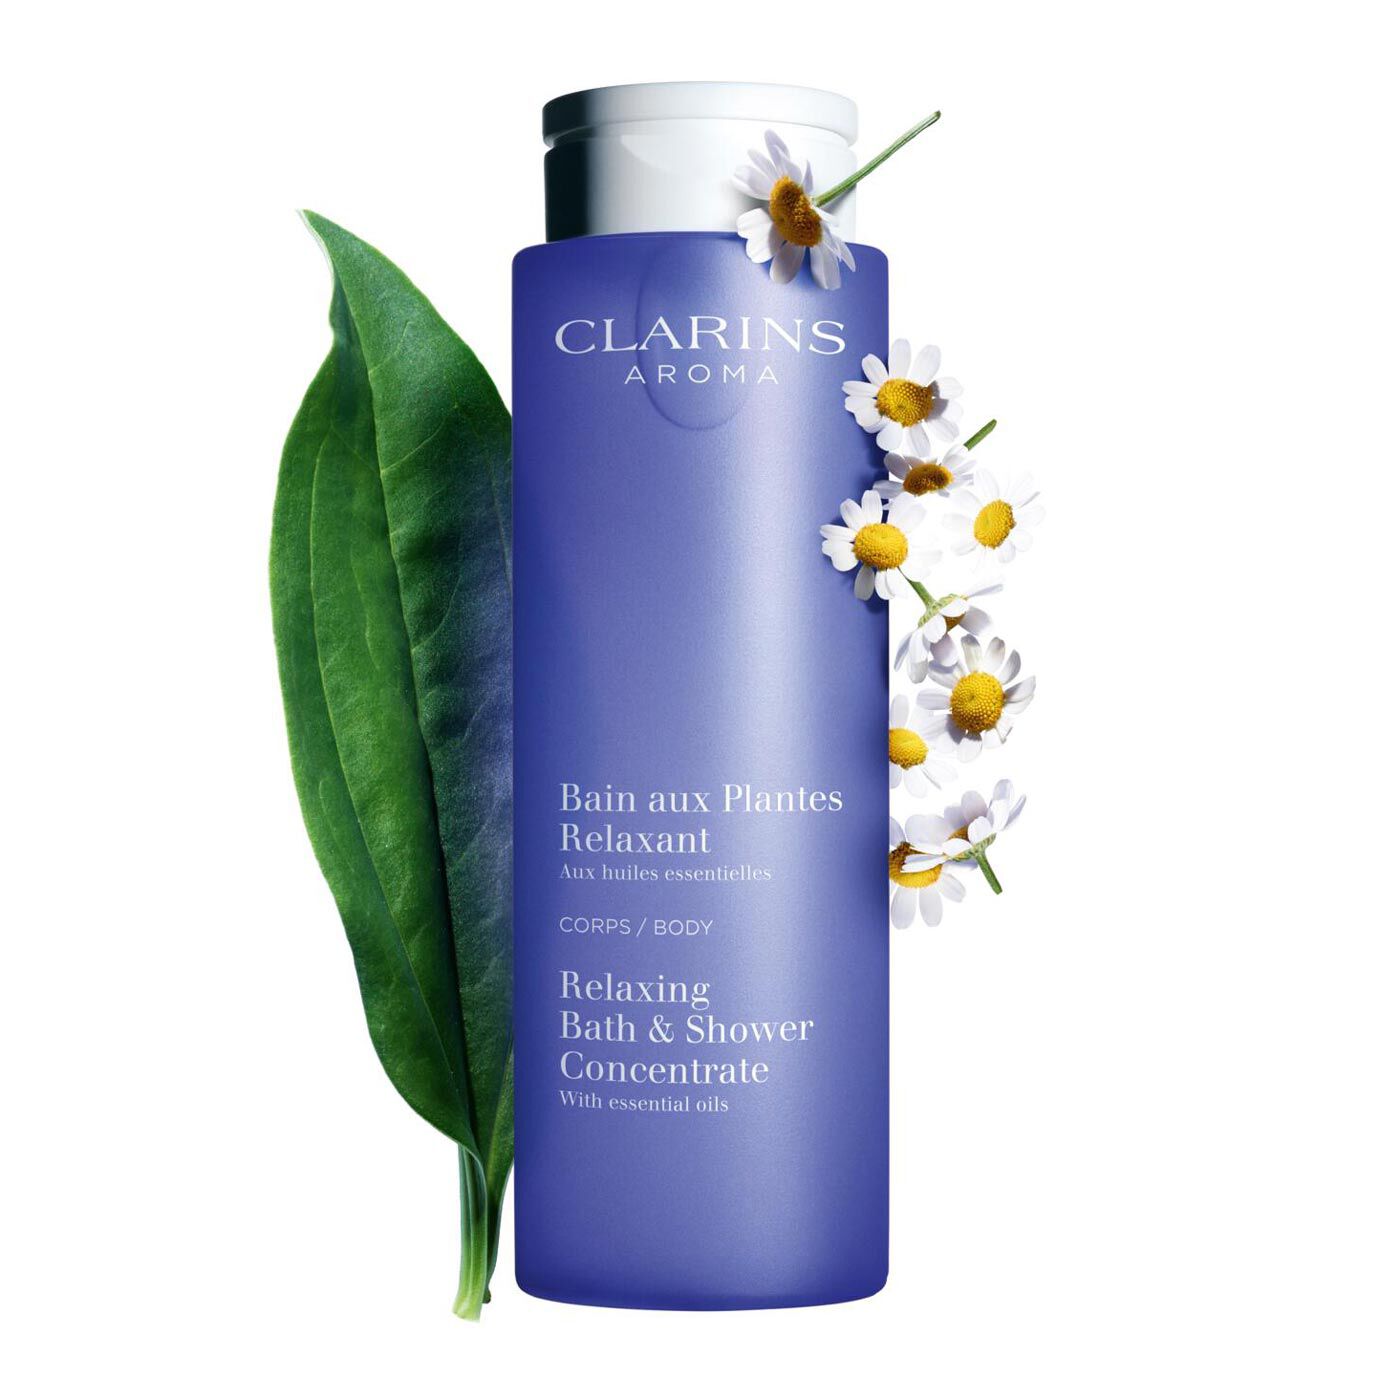 CLARINS
AROMA
Bain aux Plantes
Relaxant
Aux huiles essentielles
CORPS / BODY
Relaxing
Bath & Shower
Concentrate
With essential oils